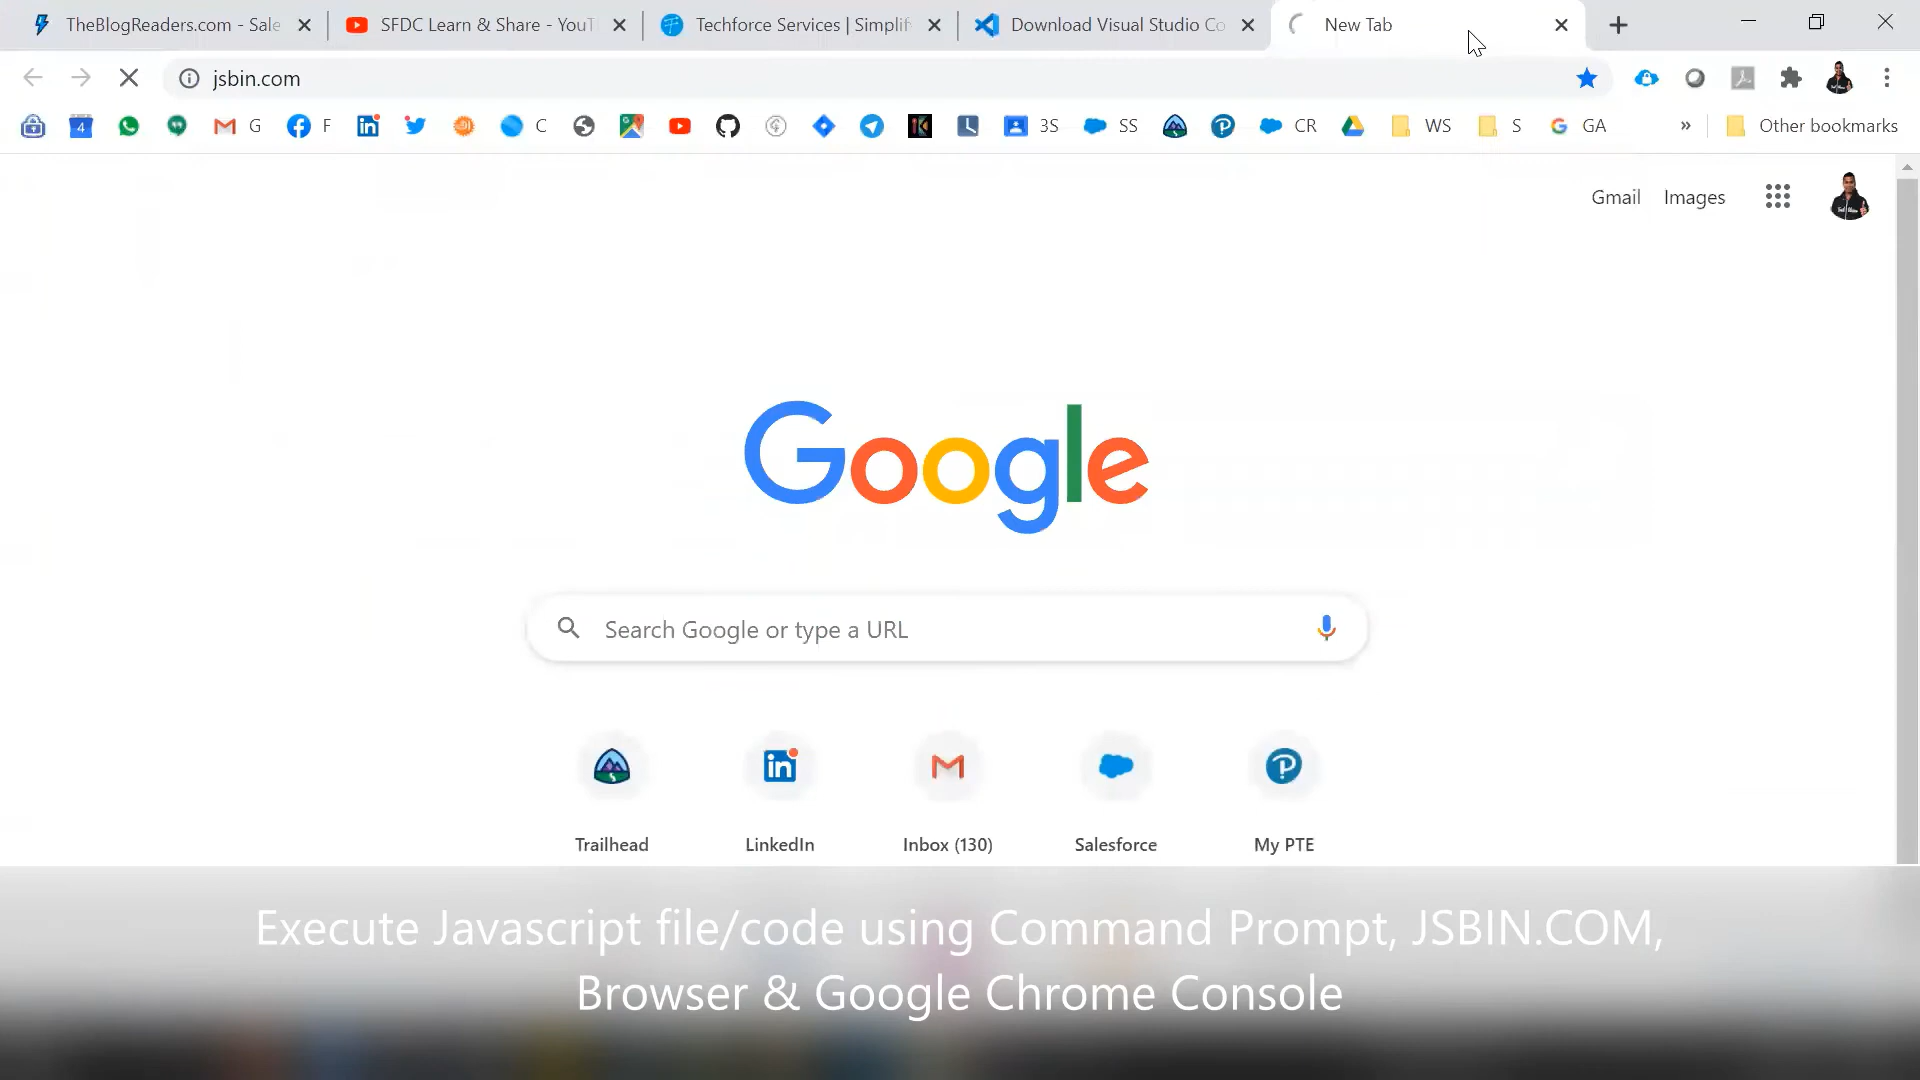 TheBlogReaders.com - Sale
SFDC Learn & Share - YouT
Techforce Services | Simplif
Download Visual Studio Co
New Tab
jsbin.com
4
G
F
C
3S
SS
CR
WS
S
GA
»
Other bookmarks
Gmail
Images
Google
Search Google or type a URL
Trailhead
LinkedIn
Inbox (130)
Salesforce
My PTE
Execute Javascript file/code using Command Prompt, JSBIN.COM,
Browser & Google Chrome Console